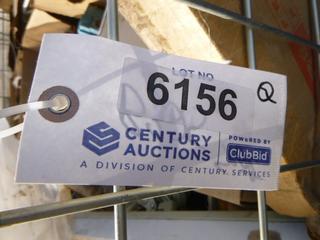 LOT NO
6156 Q
CENTURY
AUCTIONS
POWERED BY
ClubBid
A DIVISION OF CENTURY SERVICES